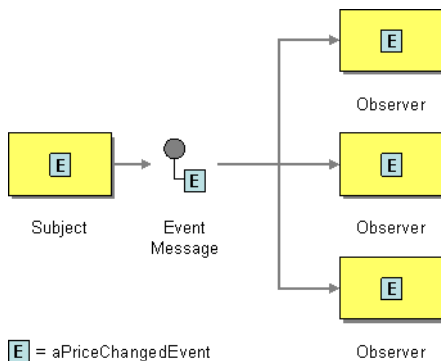 E
Observer
E
E
E
Subject
Event
Message
Observer
E
E = aPriceChangedEvent
Observer